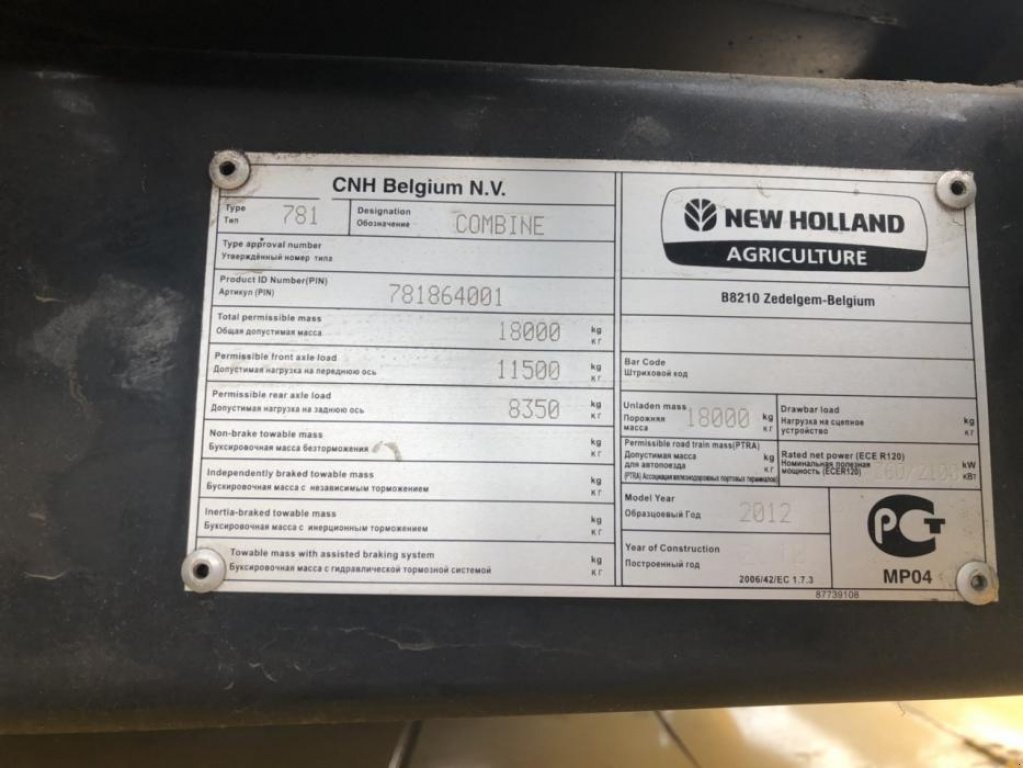 CNH Belgium N.V.
Type
Тип
781
Designation
Обозначение
COMBINE
Type approval number
Утверждённый номер типа
Product ID Number(PIN)
Артикул (PIN)
781864001
Total permissible mass
Общая допустимая масса
18000
kg
кг
Permissible front axle load
Допустимая нагрузка на переднюю ось
11500
kg
кг
Permissible rear axle load
Допустимая нагрузка на заднюю ось
8350
kg
кг
Non-brake towable mass
Буксировочная масса безторможения
kg
кг
Independently braked towable mass
Бускировочная масса с независимым торможением
kg
кг
Inertia-braked towable mass
Буксировочная масса с инерционным торможением
kg
кг
Towable mass with assisted braking system
Буксировочная масса с гидравлической тормозной системой
kg
кг
NEW HOLLAND
AGRICULTURE
B8210 Zedelgem-Belgium
Bar Code
Штриховой код
Unladen mass
Порожняя
масса
18000
kg
кг
Drawbar load
Нагрузка на сцепное
устройство
kg
кг
Permissible road train mass(PTRA)
Допустимая масса
для автопоезда
(PTRA) Ассоциация железнодорожных портовых терминалов
kg
кг
Rated net power (ECE R120)
Номинальная полезная
мощность (ECER120)
kW
кВт
Model Year
Образцовый Год
2012
Year of Construction
Построенный год
2006/42/EC 1.7.3
РСТ
MP04
87739108